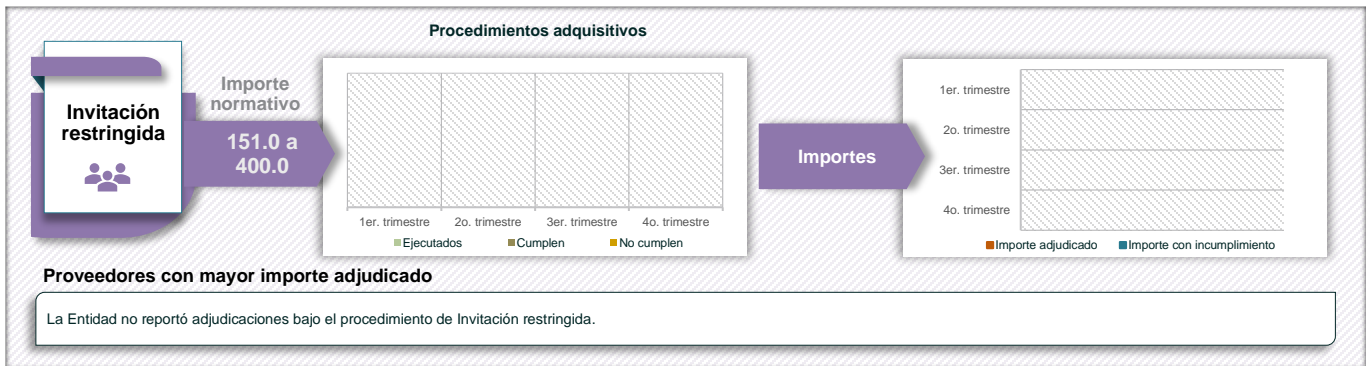 Procedimientos adquisitivos
Invitación
restringida
Importe
normativo
151.0 a
400.0
1er. trimestre
2o. trimestre
3er. trimestre
4o. trimestre
Ejecutados
Cumplen
No cumplen
Importes
1er. trimestre
2o. trimestre
3er. trimestre
4o. trimestre
Importe adjudicado
Importe con incumplimiento
Proveedores con mayor importe adjudicado
La Entidad no reportó adjudicaciones bajo el procedimiento de Invitación restringida.